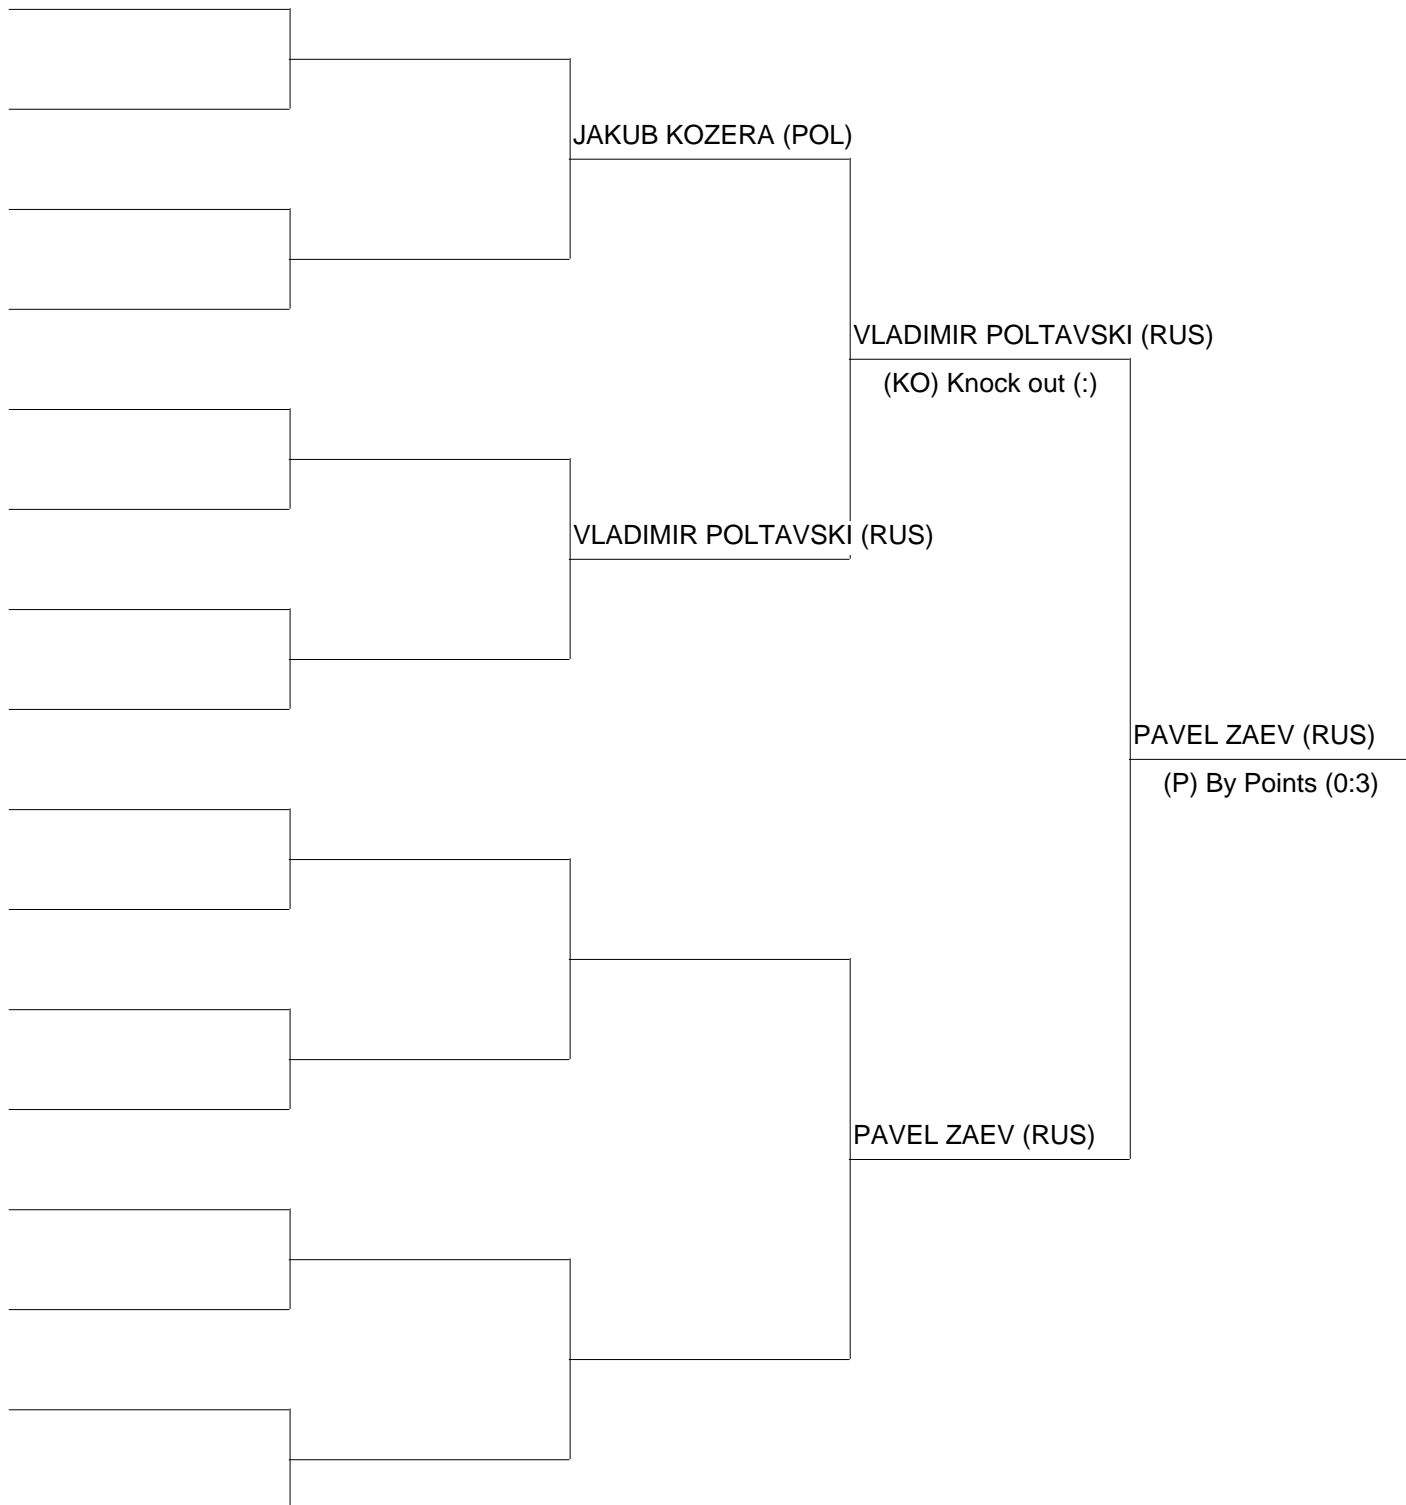 JAKUB KOZERA (POL)
VLADIMIR POLTAVSKI (RUS)
(KO) Knock out (:)
VLADIMIR POLTAVSKI (RUS)
PAVEL ZAEV (RUS)
(P) By Points (0:3)
PAVEL ZAEV (RUS)